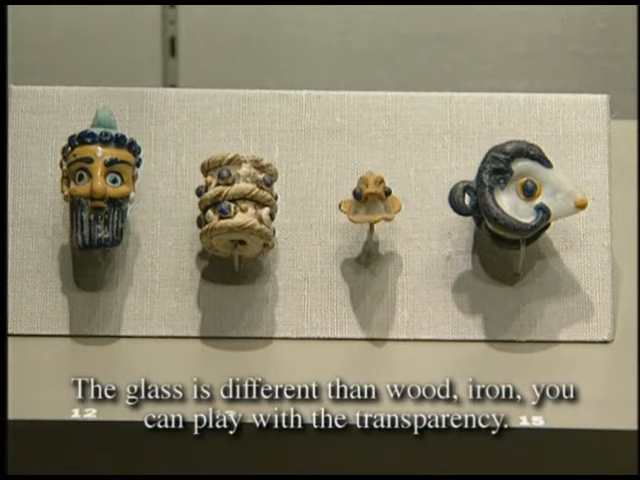 The glass is different than wood, iron, you
can play with the transparency.
12
15